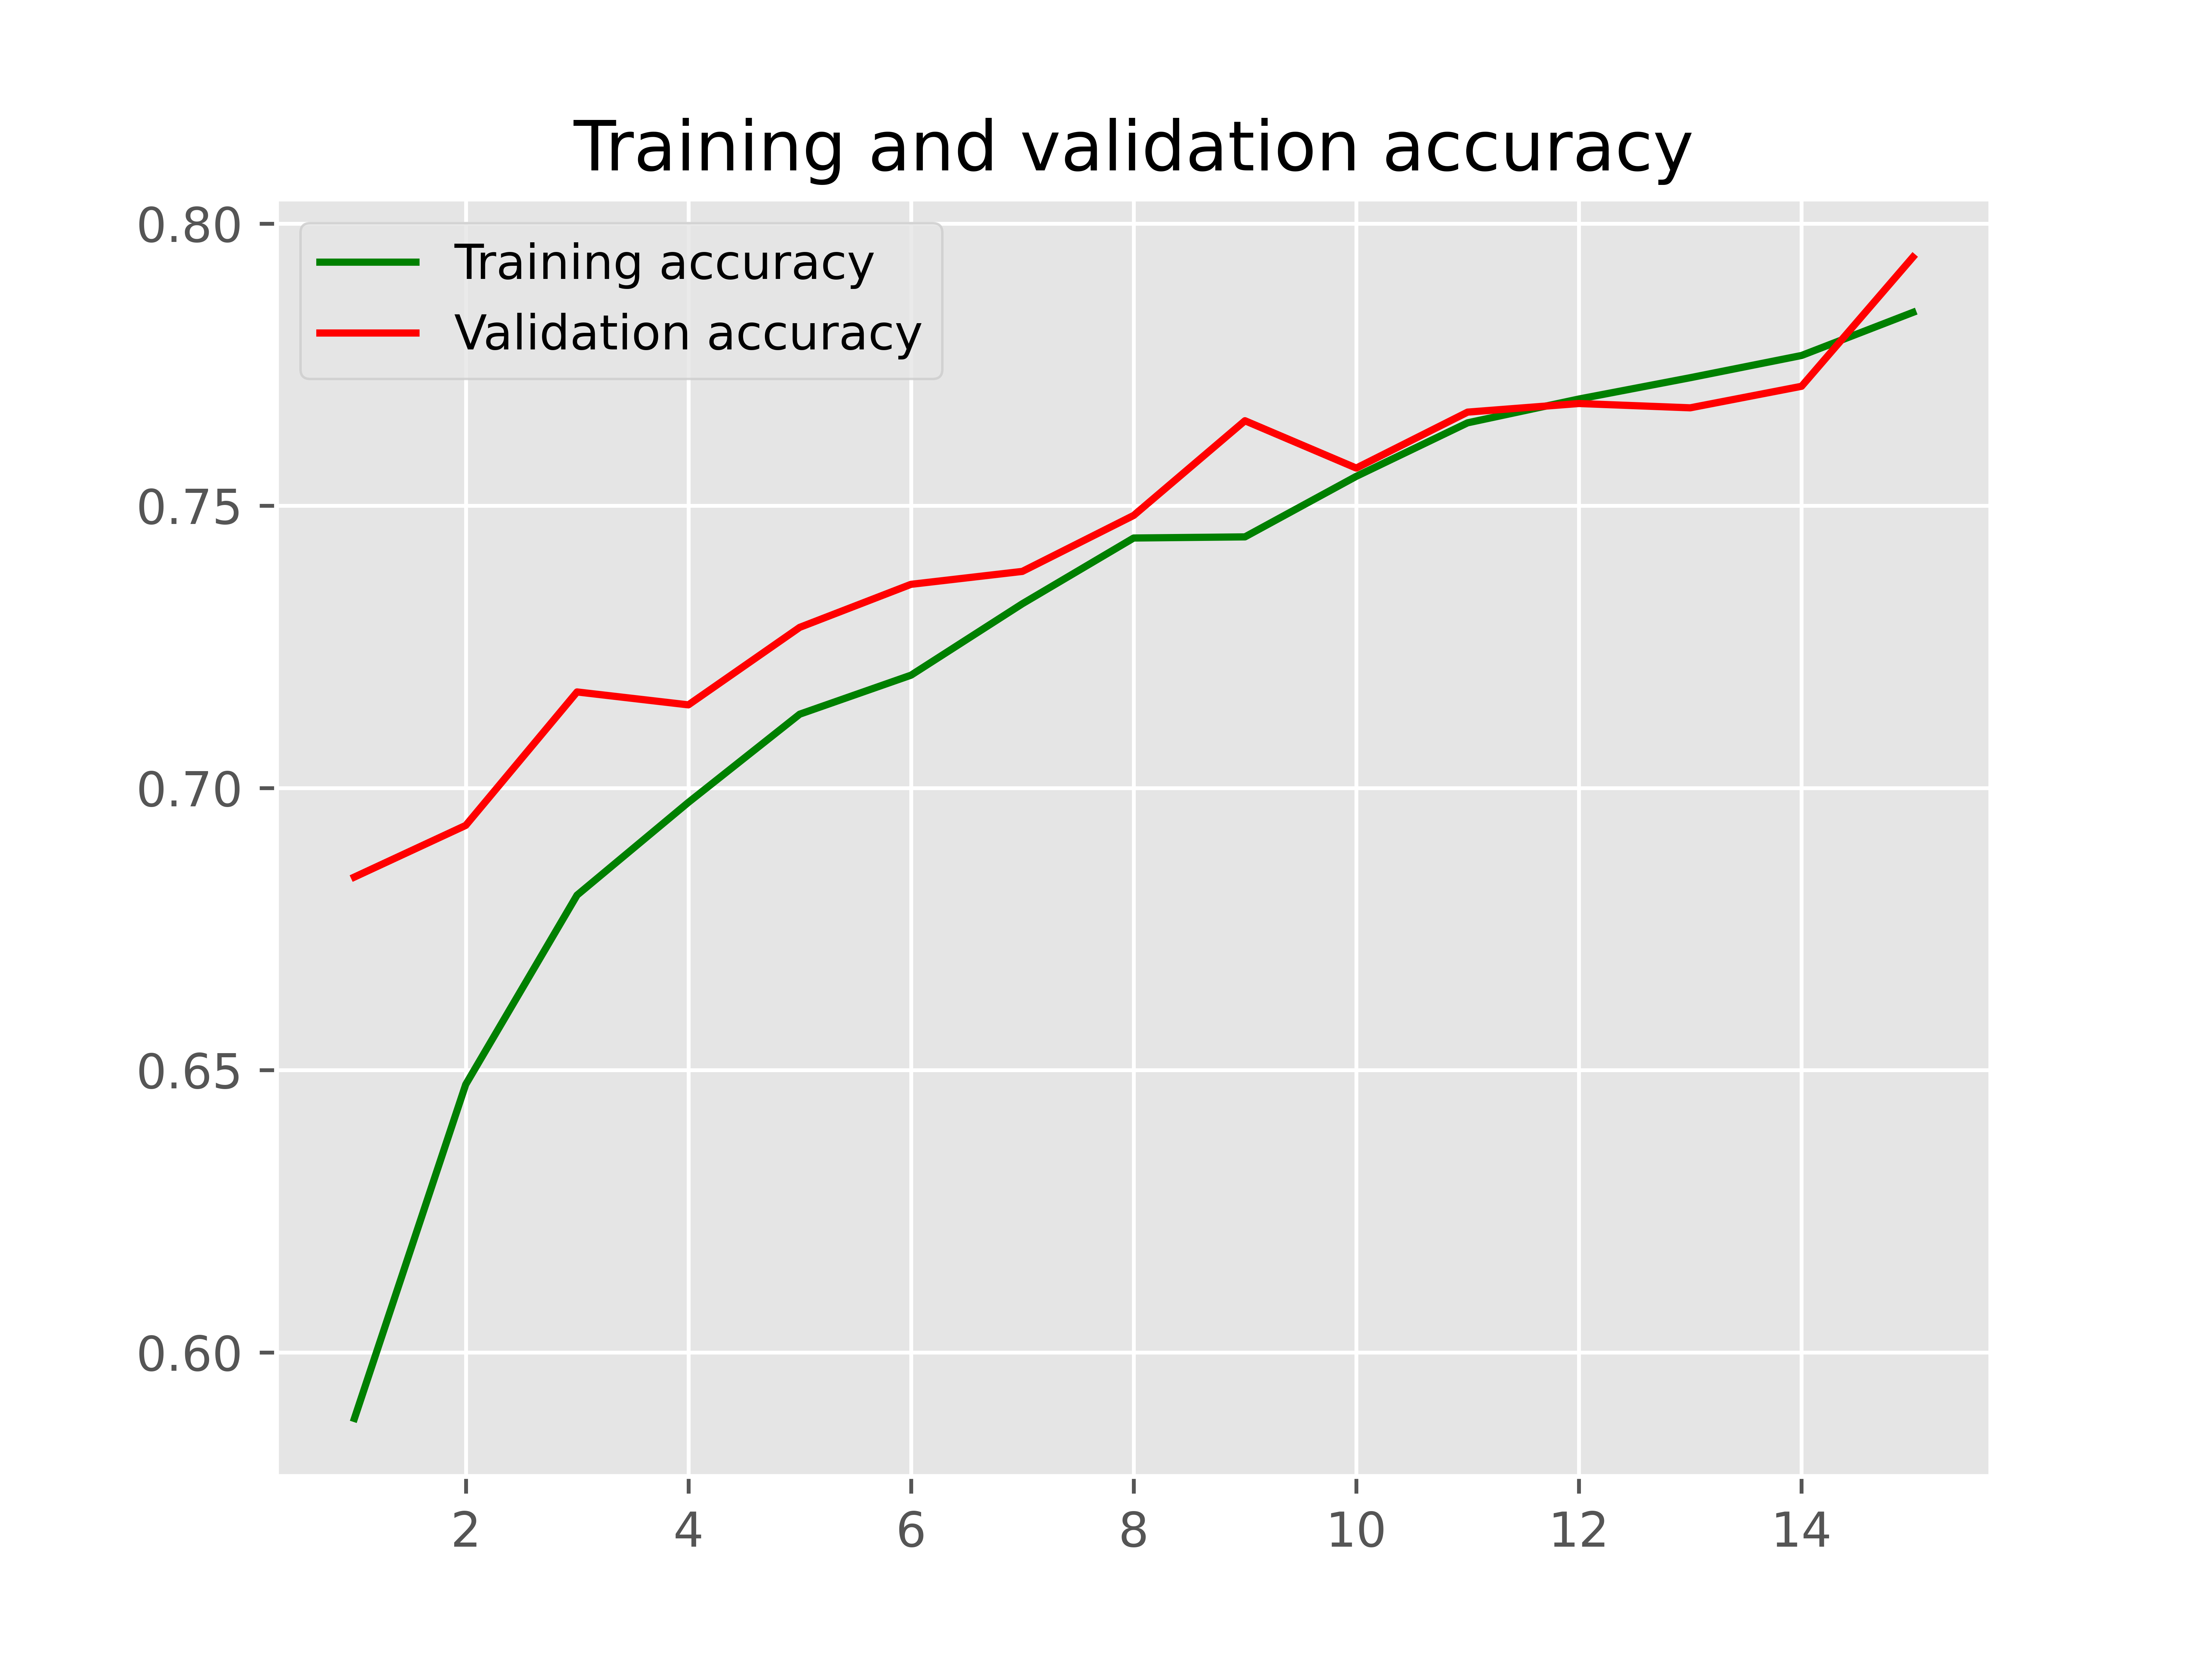 Training and validation accuracy
Training accuracy
Validation accuracy
0.80
0.75
0.70
0.65
0.60
2 4 6 8 10 12 14